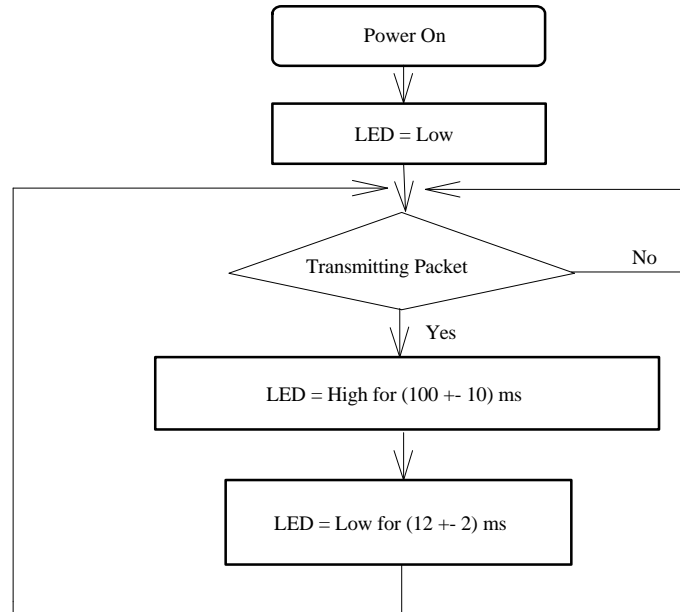 Power On
LED = Low
Transmitting Packet
No
Yes
LED = High for (100 +- 10) ms
LED = Low for (12 +- 2) ms